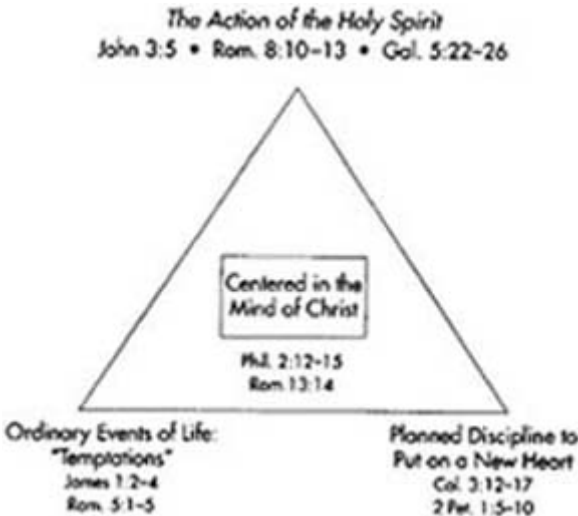 The Action of the Holy Spirit
John 3:5 • Rom. 8:10–13 • Gal. 5:22–26
Centered in the
Mind of Christ
Phil. 2:12–15
Rom 13:14
Ordinary Events of Life:
"Temptations"
James 1:2–4
Rom. 5:1–5
Planned Discipline to
Put on a New Heart
Col. 3:12–17
2 Pet. 1:5–10